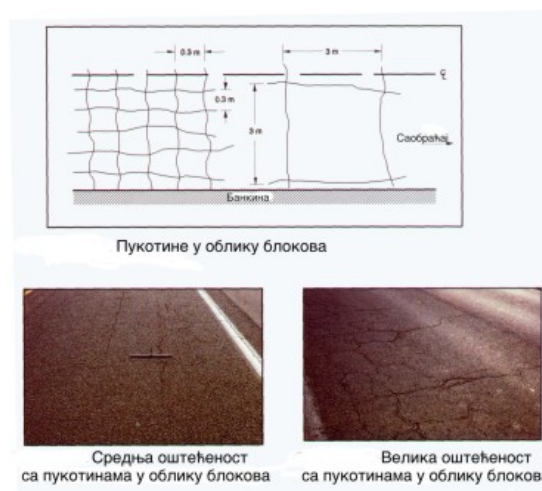 0.3 m
3 m
℄
0.3 m
3 m
Саобраћај
Банкина
Пукотине у облику блокова
Средња оштећеност
са пукотинама у облику блокова
Велика оштећеност
са пукотинама у облику блоков